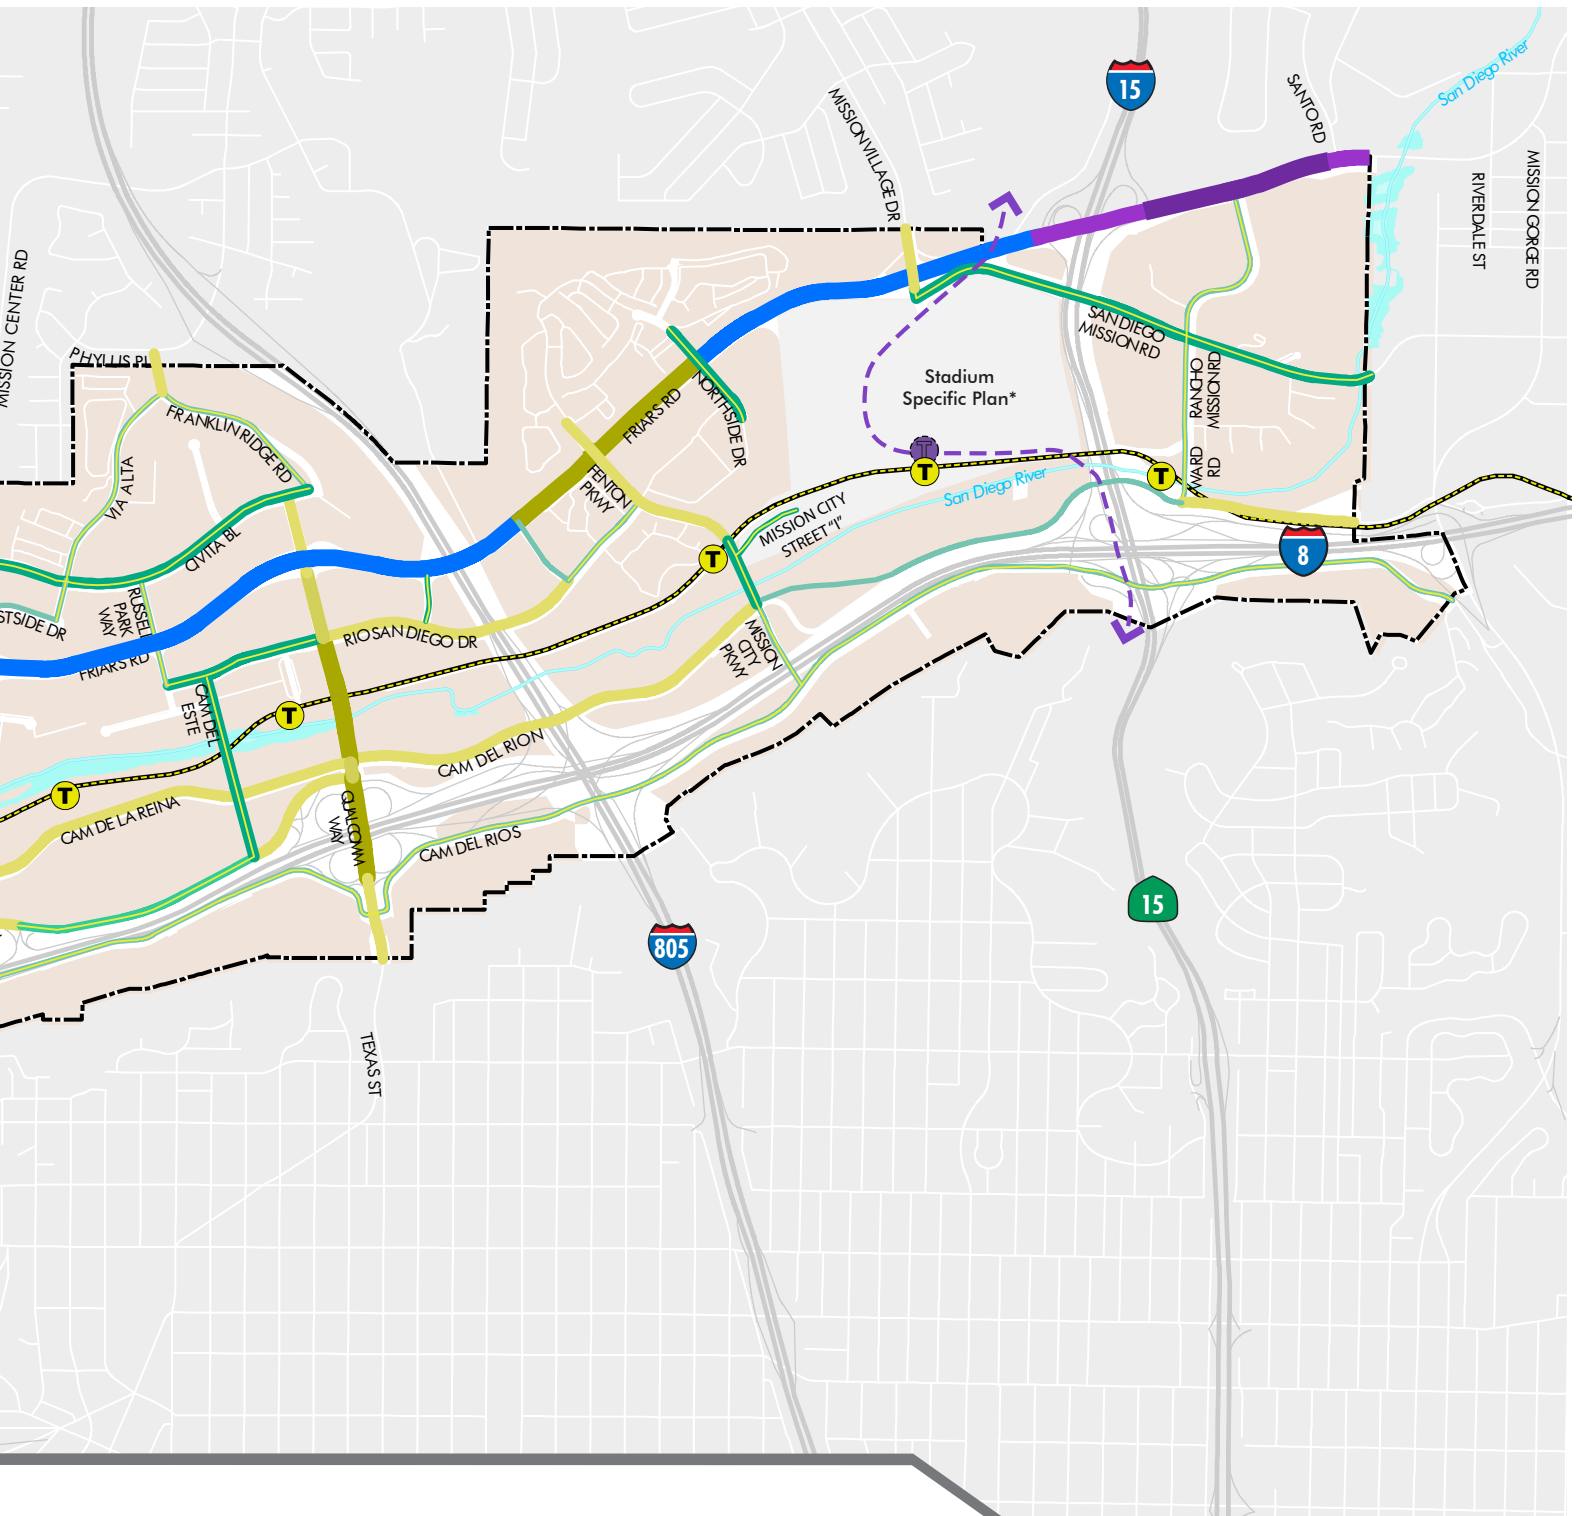 San Diego River
15
SANTO RD
MISSION VILLAGE DR
MISSION GORGE RD
RIVERDALE ST
MISSION CENTER RD
PHYLLIS PL
FRANKLIN RIDGE RD
VIA ALTA
CIVITA BL
RUSSELL
PARK
WAY
STSIDE DR
FRIARS RD
NORTHSIDE DR
FRIARS RD
FENTON
PKWY
Stadium
Specific Plan*
SAN DIEGO
MISSION RD
RANCHO
MISSION RD
WARD
RD
T
T
T
San Diego River
MISSION CITY
STREET "I"
T
8
RIO SAN DIEGO DR
MISSION
CITY
PKWY
CAM DEL
ESTE
T
T
CAM DEL RIO N
CAM DE LA REINA
QUALCOMM
WAY
CAM DEL RIO S
15
805
TEXAS ST